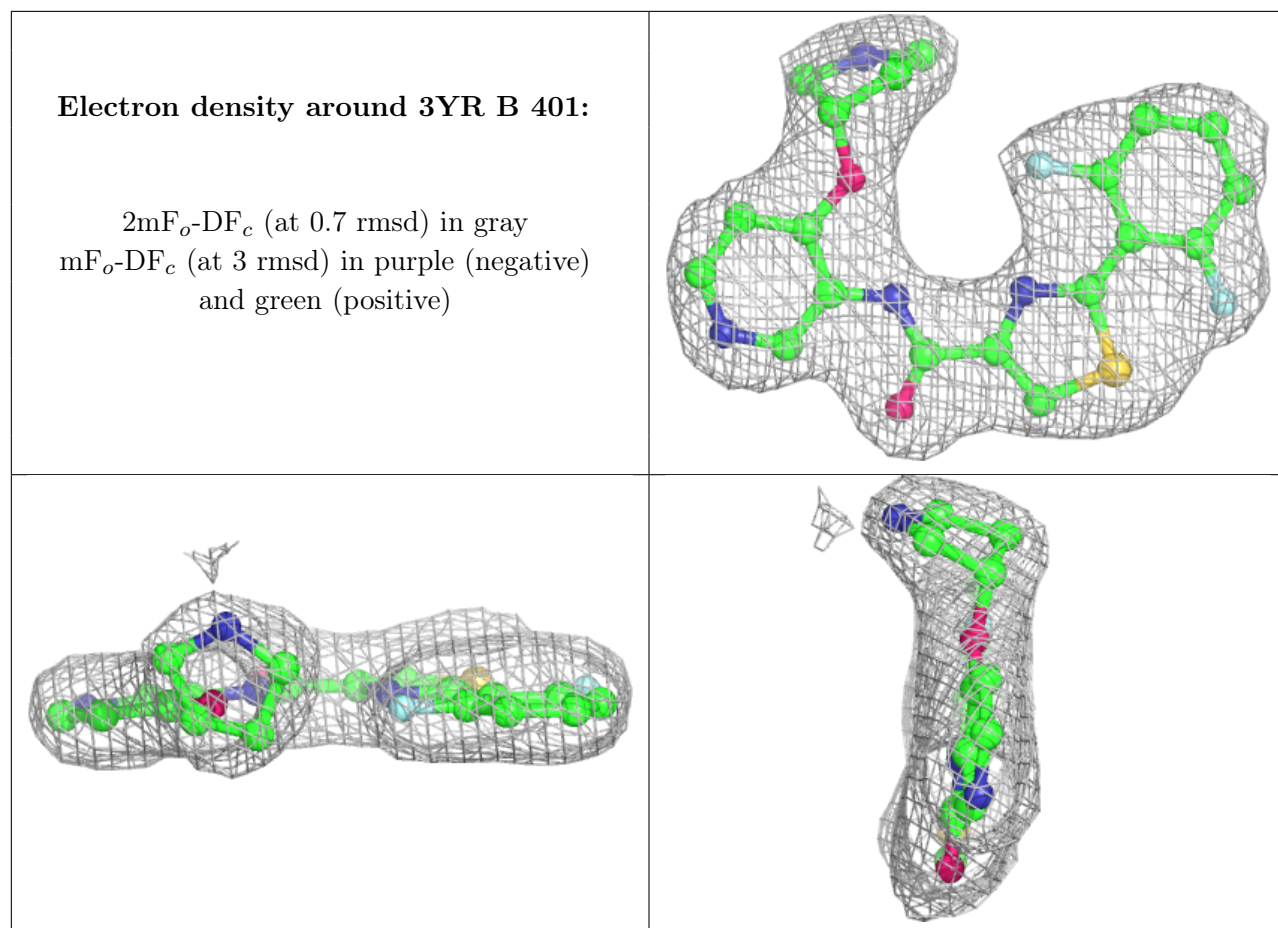 Electron density around 3YR B 401:
2mFo-DFc (at 0.7 rmsd) in gray
mFo-DFc (at 3 rmsd) in purple (negative)
and green (positive)